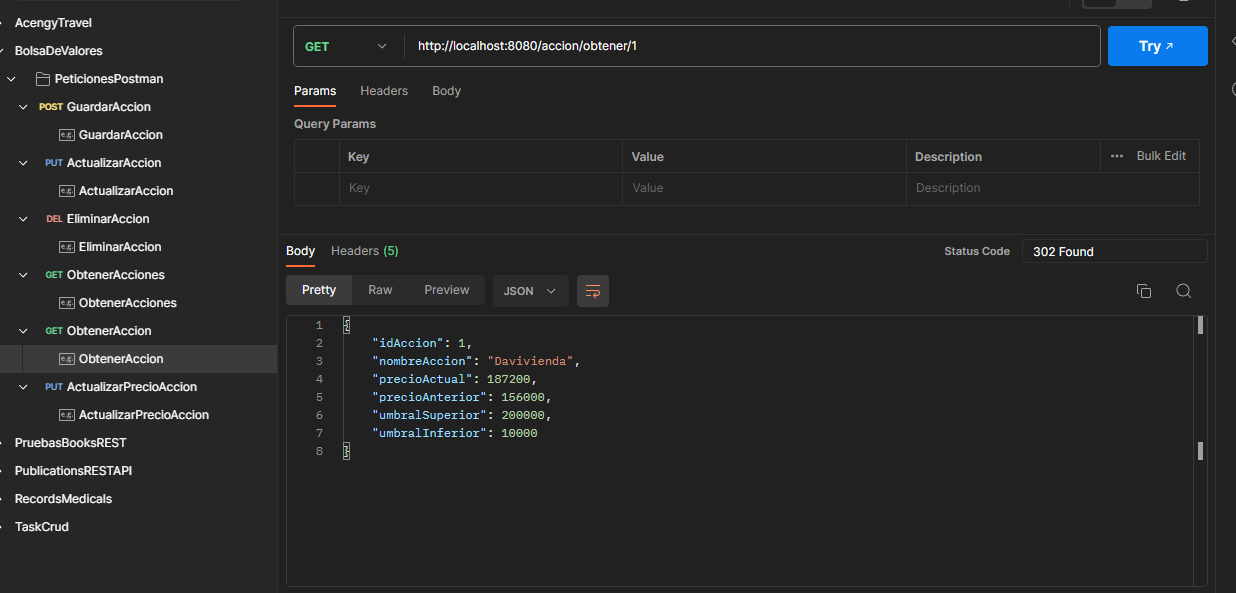 AcengyTravel
BolsaDeValores
PeticionesPostman
POST GuardarAccion
e.g. GuardarAccion
PUT ActualizarAccion
e.g. ActualizarAccion
DEL EliminarAccion
e.g. EliminarAccion
GET ObtenerAcciones
e.g. ObtenerAcciones
GET ObtenerAccion
e.g. ObtenerAccion
PUT ActualizarPrecioAccion
e.g. ActualizarPrecioAccion
PruebasBooksREST
PublicationsRESTAPI
RecordsMedicals
TaskCrud
GET http://localhost:8080/accion/obtener/1 Try
Params Headers Body
Query Params
Key Value Description ••• Bulk Edit
Key Value Description
Body Headers (5) Status Code 302 Found
Pretty Raw Preview JSON
1 {
2 "idAccion": 1,
3 "nombreAccion": "Davivienda",
4 "precioActual": 187200,
5 "precioAnterior": 156000,
6 "umbralSuperior": 200000,
7 "umbralInferior": 10000
8 }